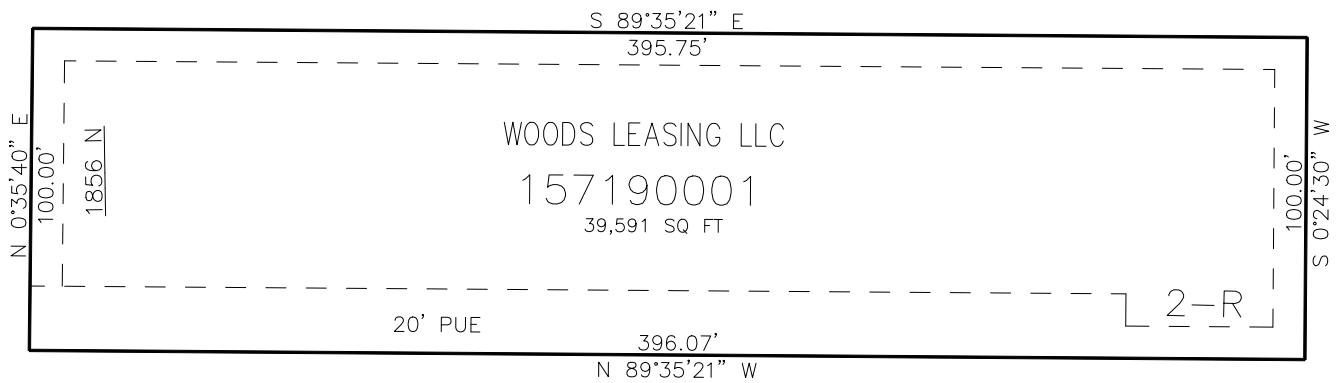 S 89°35'21" E
395.75'
N 0°35'40" E
100.00'
1856 N
WOODS LEASING LLC
157190001
39,591 SQ FT
100.00'
S 0°24'30" W
2-R
20' PUE
396.07'
N 89°35'21" W